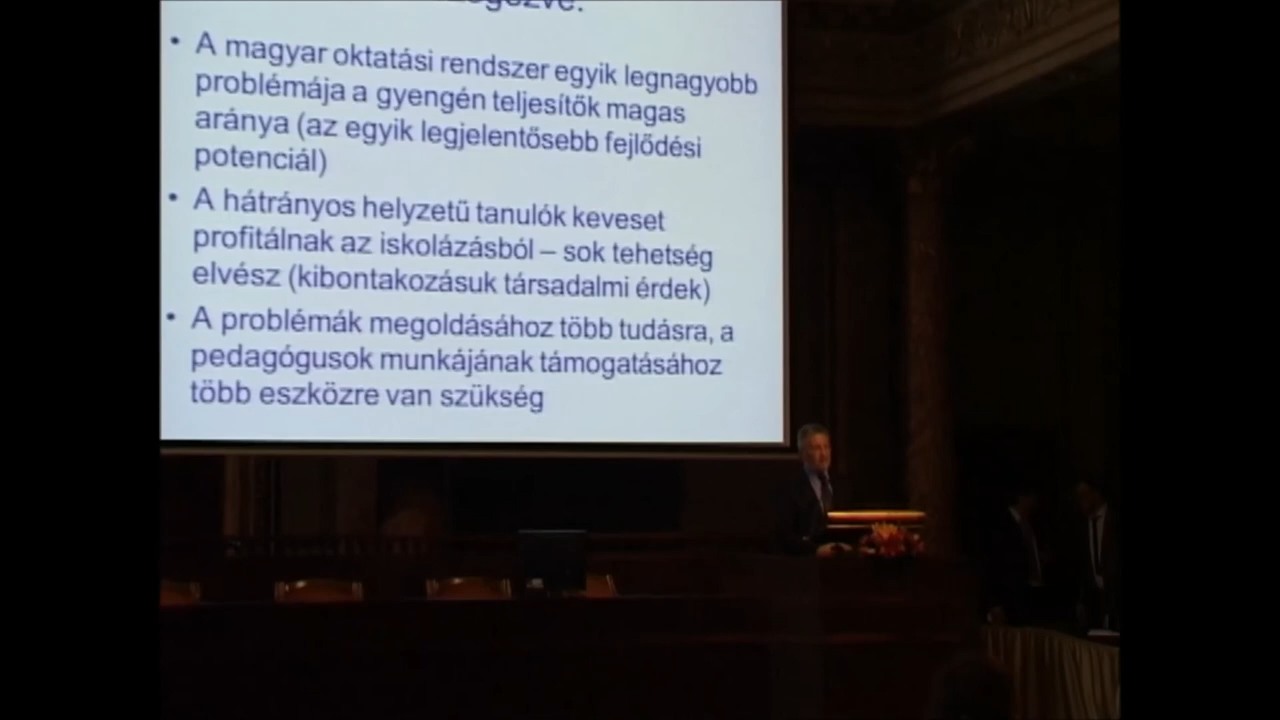 • A magyar oktatási rendszer egyik legnagyobb
problémája a gyengén teljesítők magas
aránya (az egyik legjelentősebb fejlődési
potenciál)
• A hátrányos helyzetű tanulók keveset
profitálnak az iskolázásból – sok tehetség
elvész (kibontakozásuk társadalmi érdek)
• A problémák megoldásához több tudásra, a
pedagógusok munkájának támogatásához
több eszközre van szükség